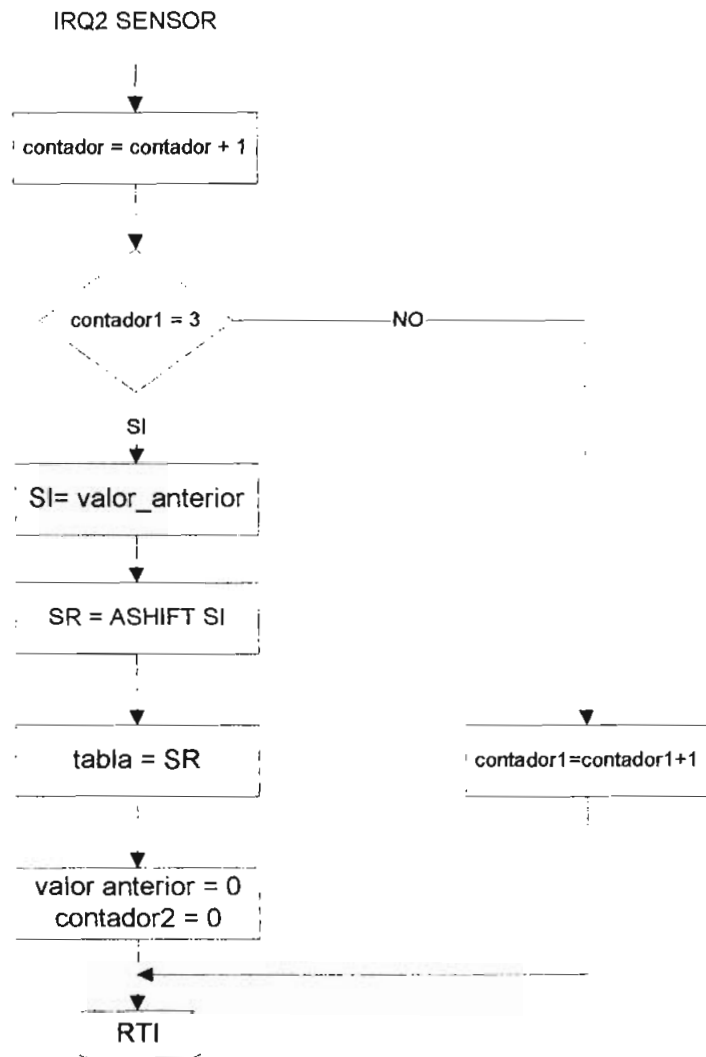 IRQ2 SENSOR
contador = contador + 1
contador1 = 3
NO
SI
SI= valor_anterior
SR = ASHIFT SI
tabla = SR
contador1=contador1+1
valor anterior = 0
contador2 = 0
RTI